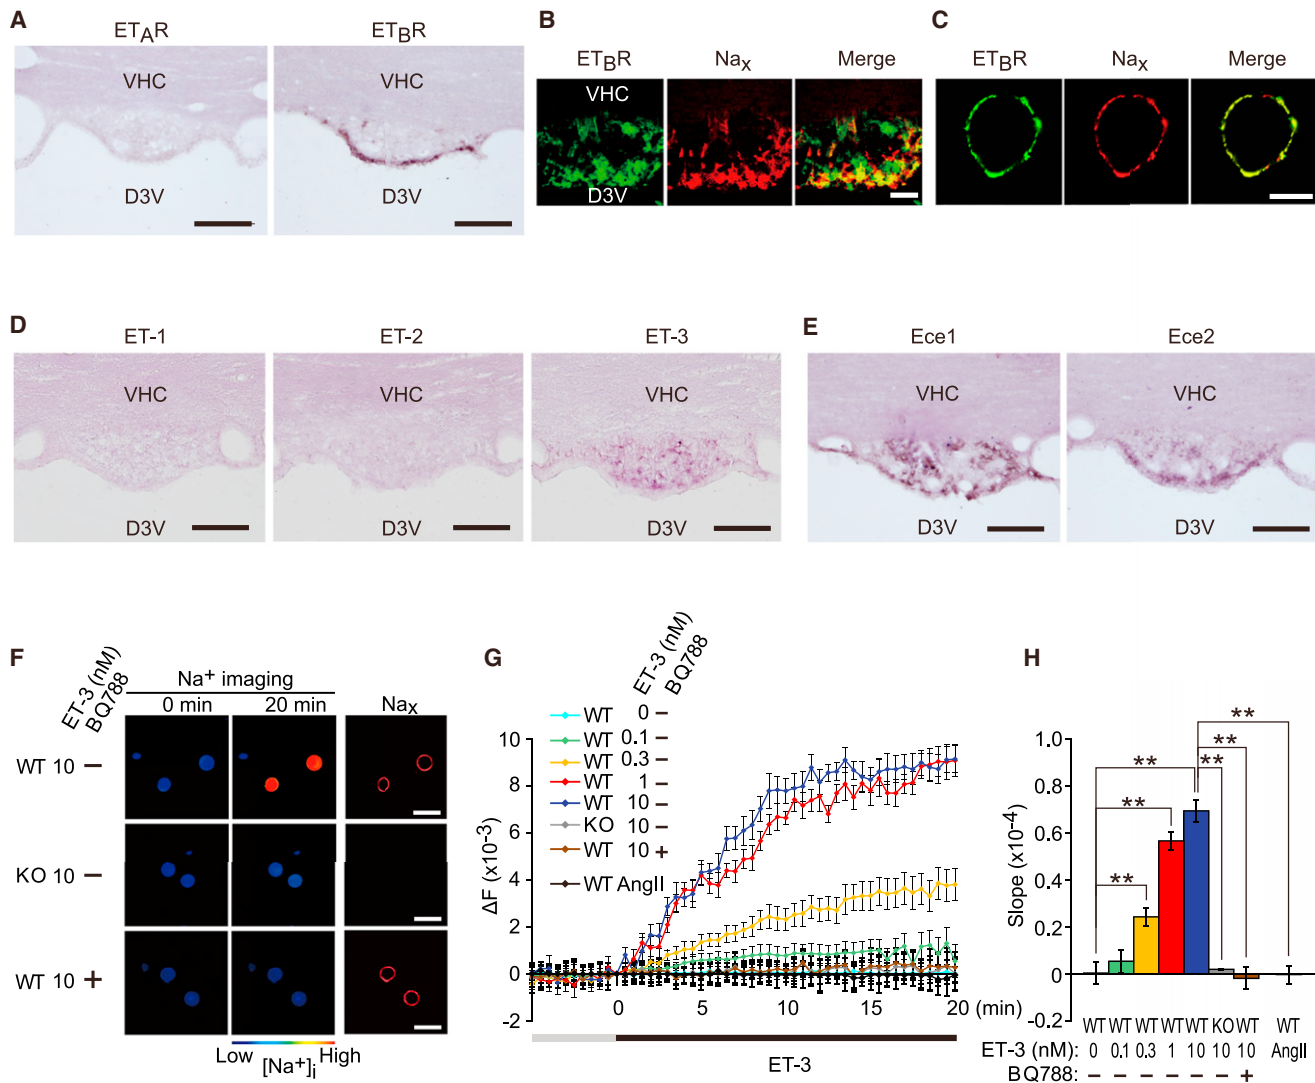 A
ETAR
ETBR
VHC
VHC
D3V
D3V
B
ETBR
Nax
Merge
VHC
D3V
C
ETBR
Nax
Merge
D
ET-1
ET-2
ET-3
VHC
VHC
VHC
D3V
D3V
D3V
E
Ece1
Ece2
VHC
VHC
D3V
D3V
F
ET-3 (nM)
BQ788
Na+ imaging
0 min
20 min
Nax
WT 10 −
KO 10 −
WT 10 +
Low
High
[Na+]i
G
ET-3 (nM)
BQ788
WT 0 −
WT 0.1 −
WT 0.3 −
WT 1 −
WT 10 −
KO 10 −
WT 10 +
WT AngII
ΔF (x10-3)
10
8
6
4
2
0
-2
0
5
10
15
20
(min)
ET-3
H
Slope (x10-4)
1.0
0.8
0.6
0.4
0.2
0
-0.2
**
**
**
**
**
**
WT WT WT WT WT KO WT WT
ET-3 (nM): 0 0.1 0.3 1 10 10 10 AngII
BQ788: − − − − − − + −